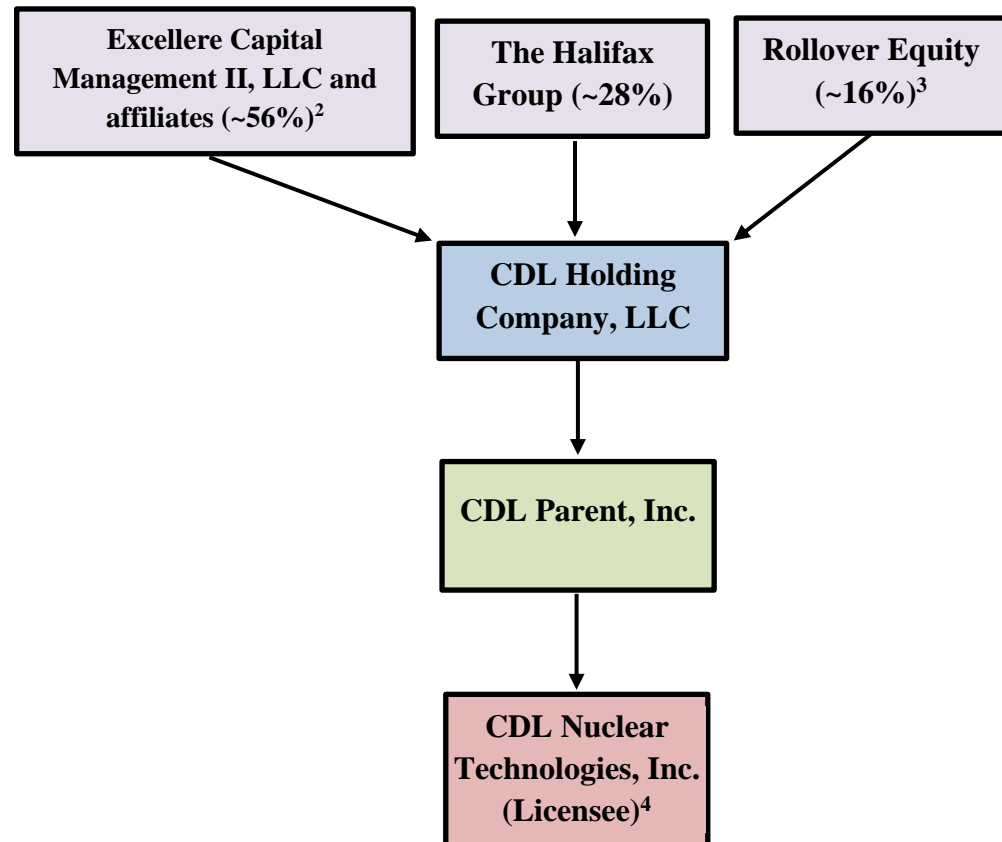 Excellere Capital
Management II, LLC and
affiliates (~56%)²
The Halifax
Group (~28%)
Rollover Equity
(~16%)³
CDL Holding
Company, LLC
CDL Parent, Inc.
CDL Nuclear
Technologies, Inc.
(Licensee)⁴